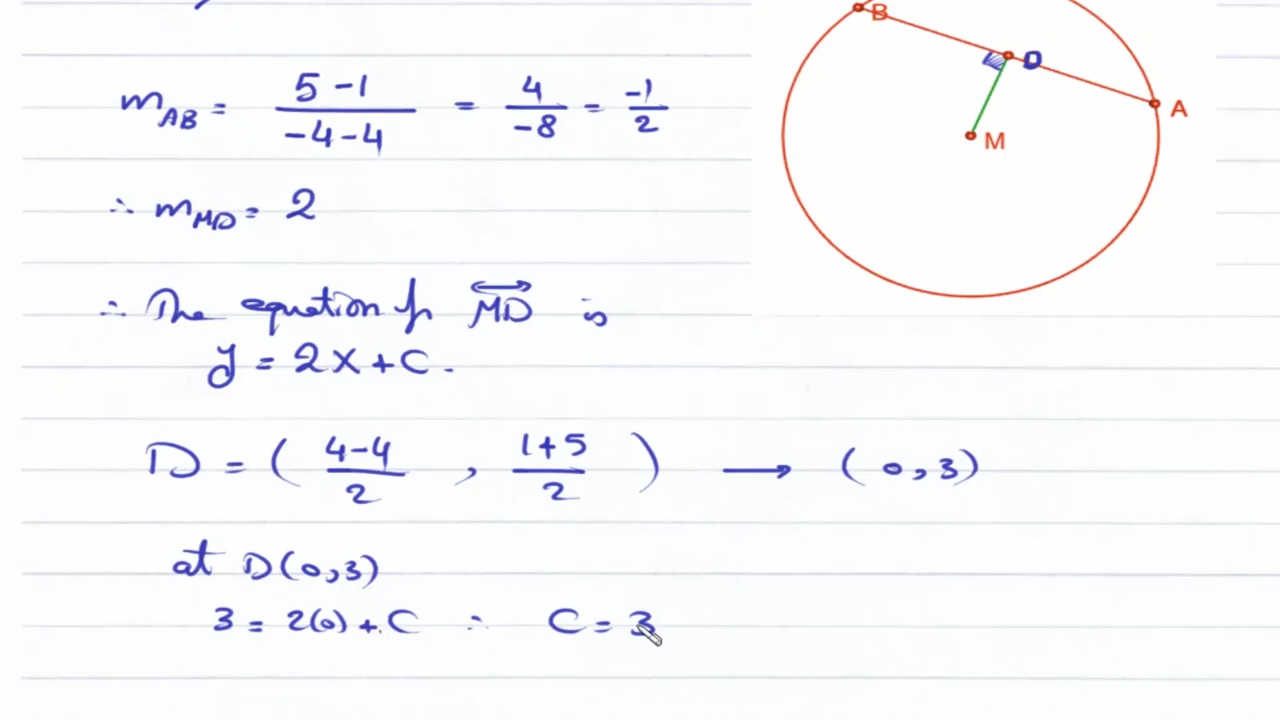 m_AB = (5 - 1)/(-4 - 4) = 4/-8 = -1/2
∴ m_MD = 2
∴ The equation of MD is
y = 2x + C.
D = ( (4-4)/2 , (1+5)/2 ) → (0,3)
at D(0,3)
3 = 2(0) + C ∴ C = 3
B
D
A
M